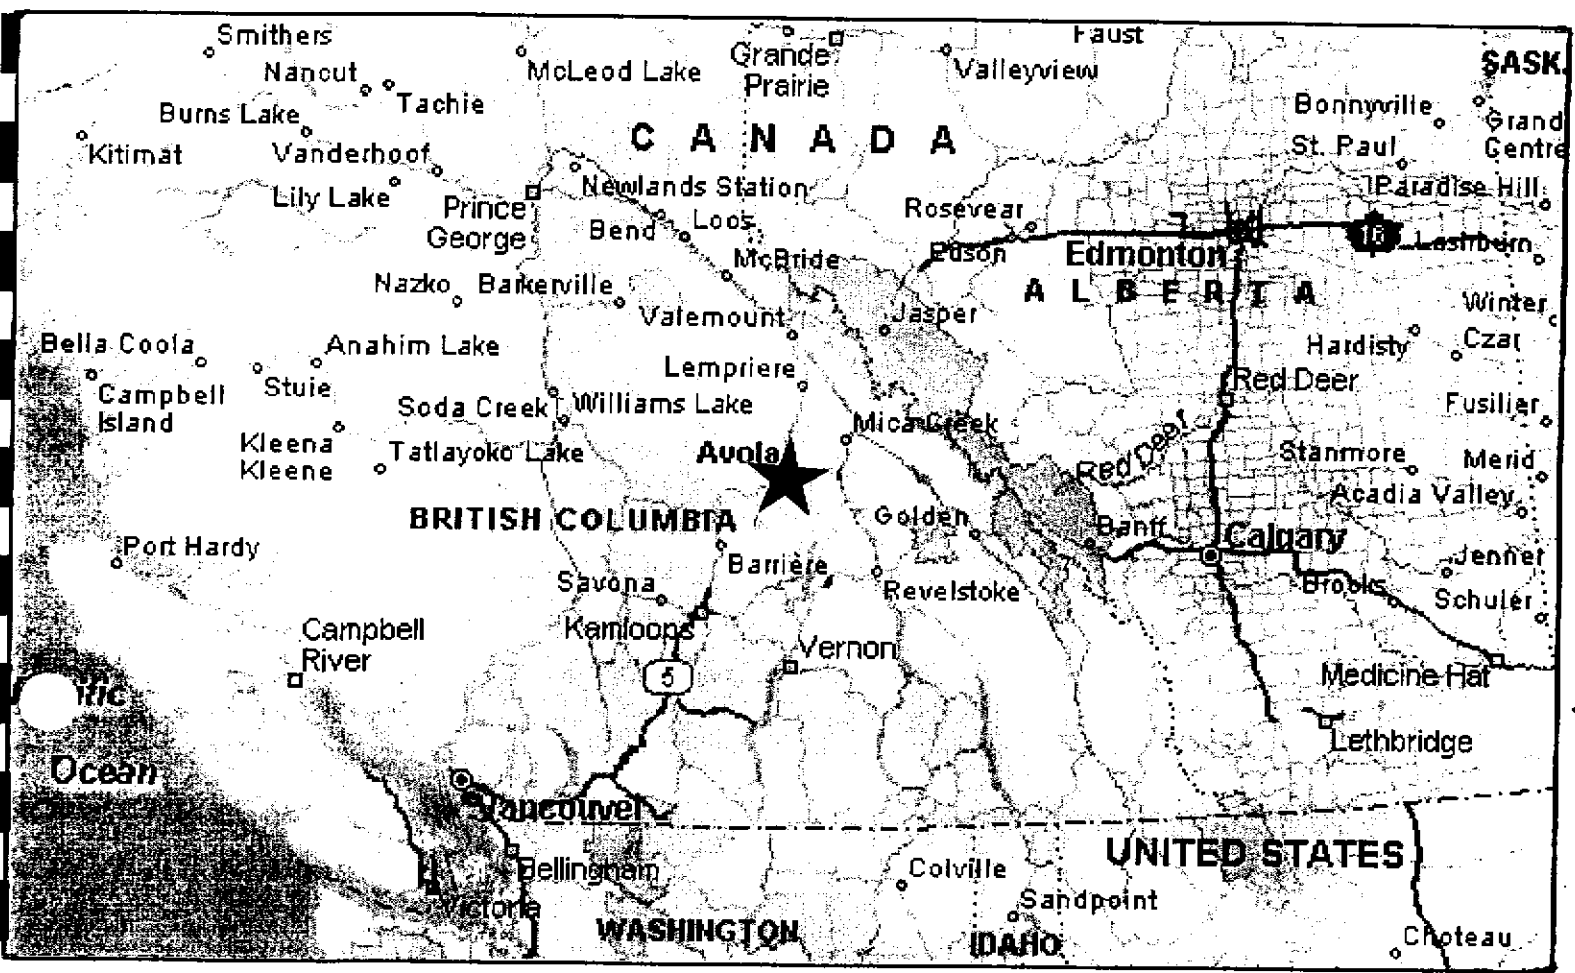 Smithers
Faust
Grande
Prairie
SASK.
Nancut
McLeod Lake
Valleyview
Tachie
Burns Lake
Bonnyville
Grand
Centre
CANADA
Kitimat
Vanderhoof
St. Paul
Lily Lake
Newlands Station
Paradise Hill
Prince
George
Bend
Loos
Rosevear
Edson
Edmonton
16
Lashburn
McBride
Nazko
Barkerville
ALBERTA
Winter
Valemount
Jasper
Bella Coola
Anahim Lake
Hardisty
Czar
Lempriere
Red Deer
Campbell
Island
Stuie
Soda Creek
Williams Lake
Fusilier
Mica Creek
Red Deer
Kleena
Kleene
Tatlayoko Lake
Avola
Stanmore
Merid
Acadia Valley
BRITISH COLUMBIA
Golden
Banff
Calgary
Port Hardy
Barrière
Jenner
Savona
Revelstoke
Brooks
Schuler
Kamloops
Campbell
River
Vernon
5
Medicine Hat
Lethbridge
Ocean
Vancouver
UNITED STATES
Bellingham
Colville
Victoria
Sandpoint
WASHINGTON
IDAHO
Choteau